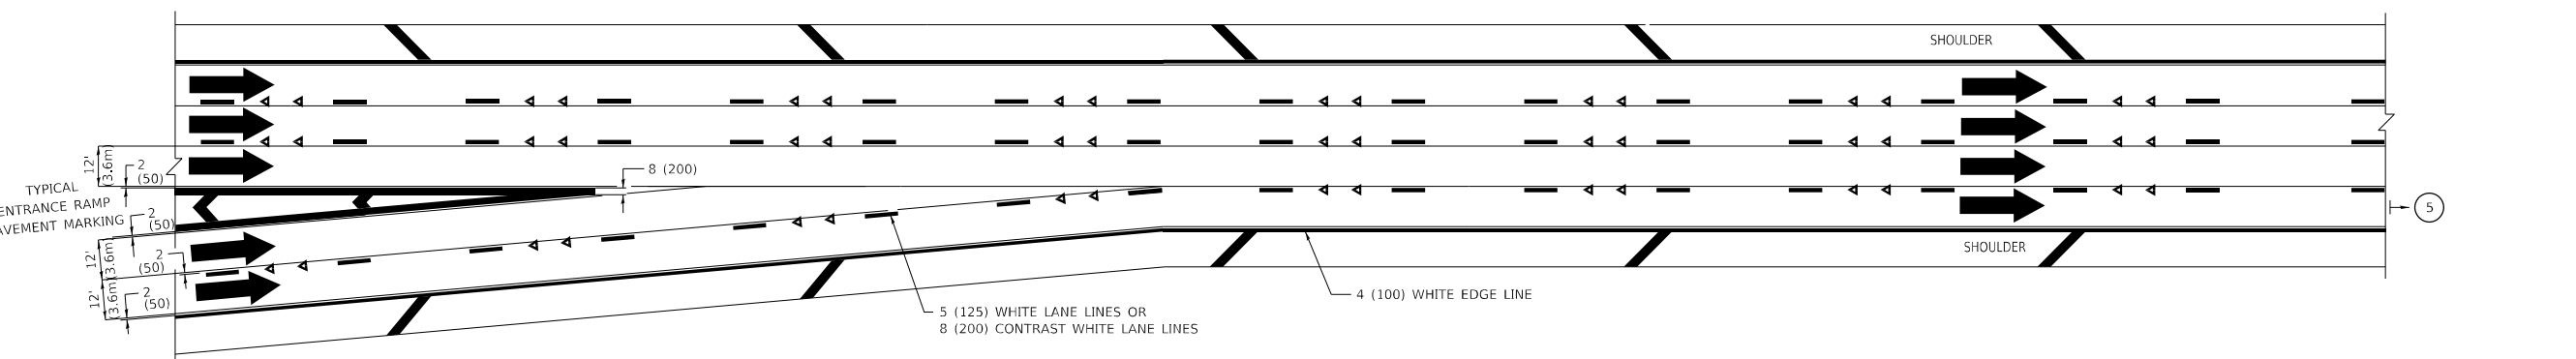 SHOULDER
12'
(3.6m)
2
(50)
8 (200)
TYPICAL
ENTRANCE RAMP
PAVEMENT MARKING
2
(50)
12'
(3.6m)
2
(50)
12'
(3.6m)
2
(50)
5
SHOULDER
4 (100) WHITE EDGE LINE
5 (125) WHITE LANE LINES OR
8 (200) CONTRAST WHITE LANE LINES